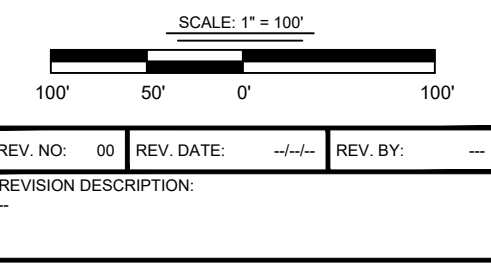 SCALE: 1" = 100'
100' 50' 0' 100'
REV. NO: 00 REV. DATE: --/--/-- REV. BY: ---
REVISION DESCRIPTION:
--